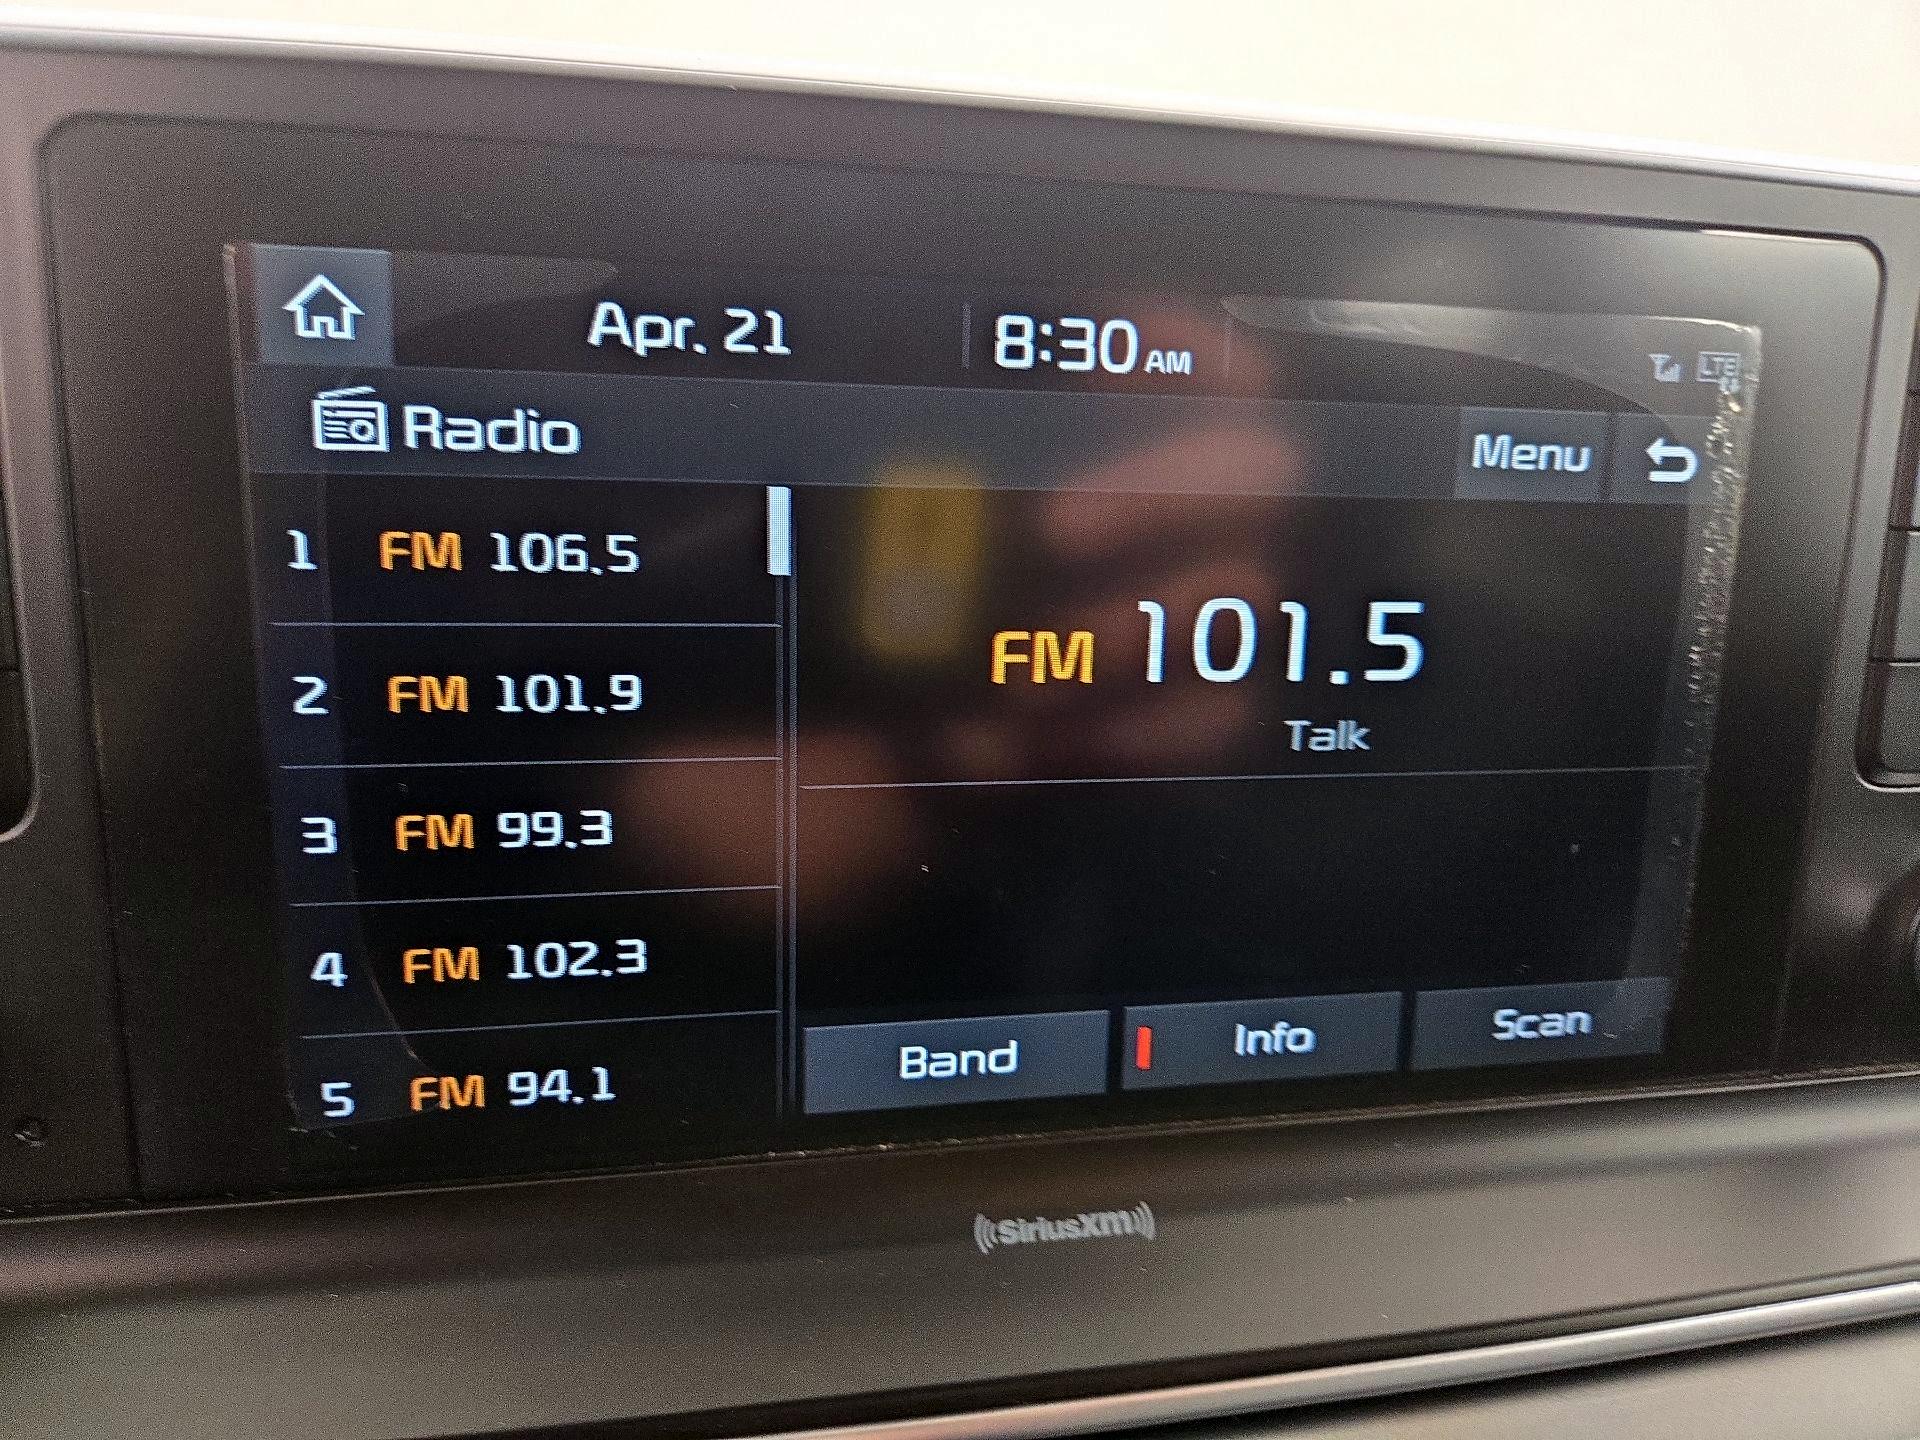 Apr. 21 8:30 AM LTE
Radio Menu
1 FM 106.5
2 FM 101.9
3 FM 99.3
4 FM 102.3
5 FM 94.1
FM 101.5
Talk
Band Info Scan
SiriusXM